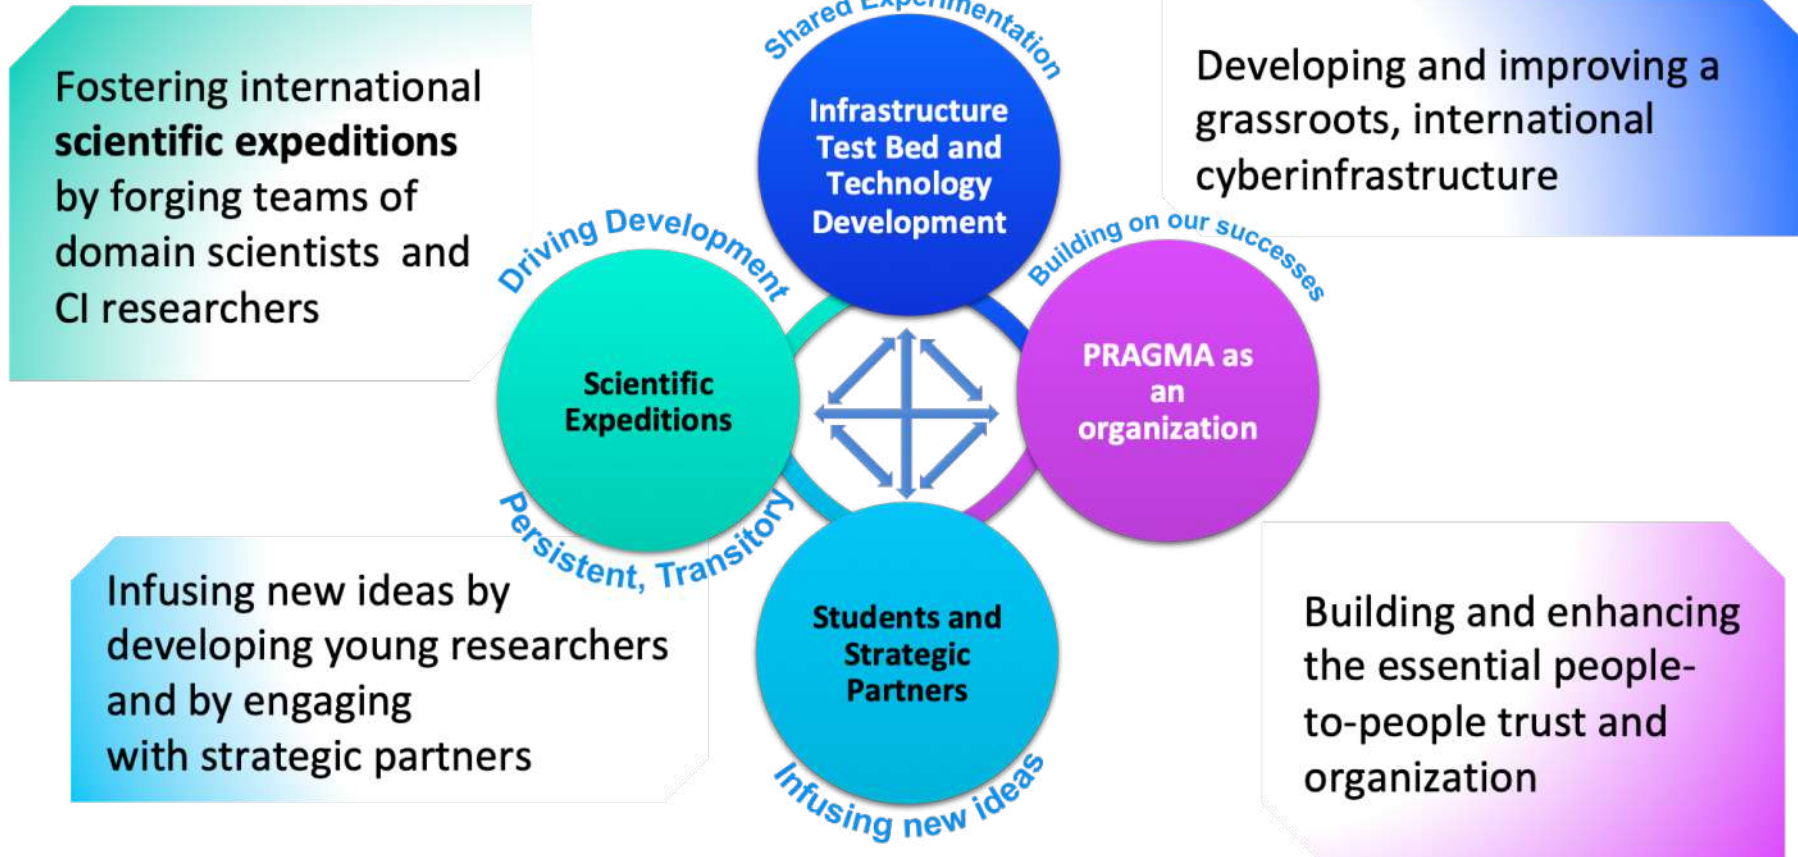 Fostering international
scientific expeditions
by forging teams of
domain scientists and
CI researchers
Shared Experimentation
Infrastructure
Test Bed and
Technology
Development
Developing and improving a
grassroots, international
cyberinfrastructure
Driving Development
Scientific
Expeditions
Persistent, Transitory
Building on our successes
PRAGMA as
an
organization
Infusing new ideas by
developing young researchers
and by engaging
with strategic partners
Students and
Strategic
Partners
Infusing new ideas
Building and enhancing
the essential people-
to-people trust and
organization